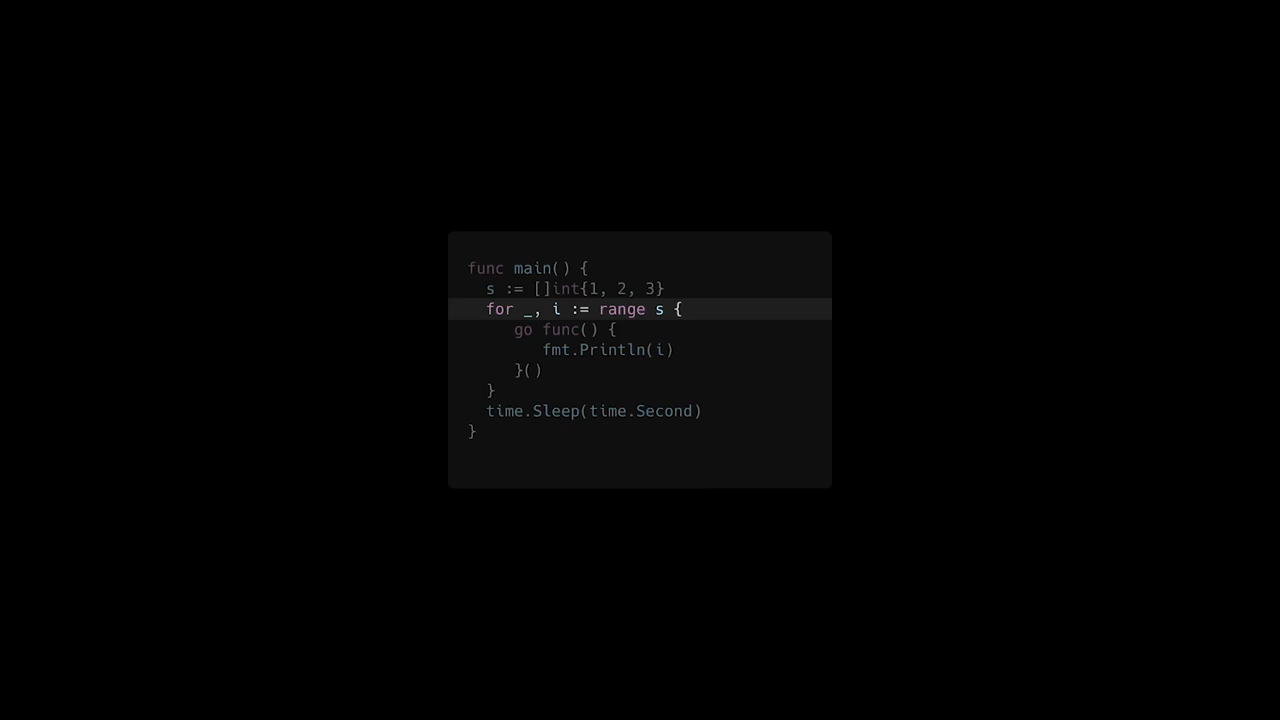 func main() {
s := []int{1, 2, 3}
for _, i := range s {
go func() {
fmt.Println(i)
}()
}
time.Sleep(time.Second)
}